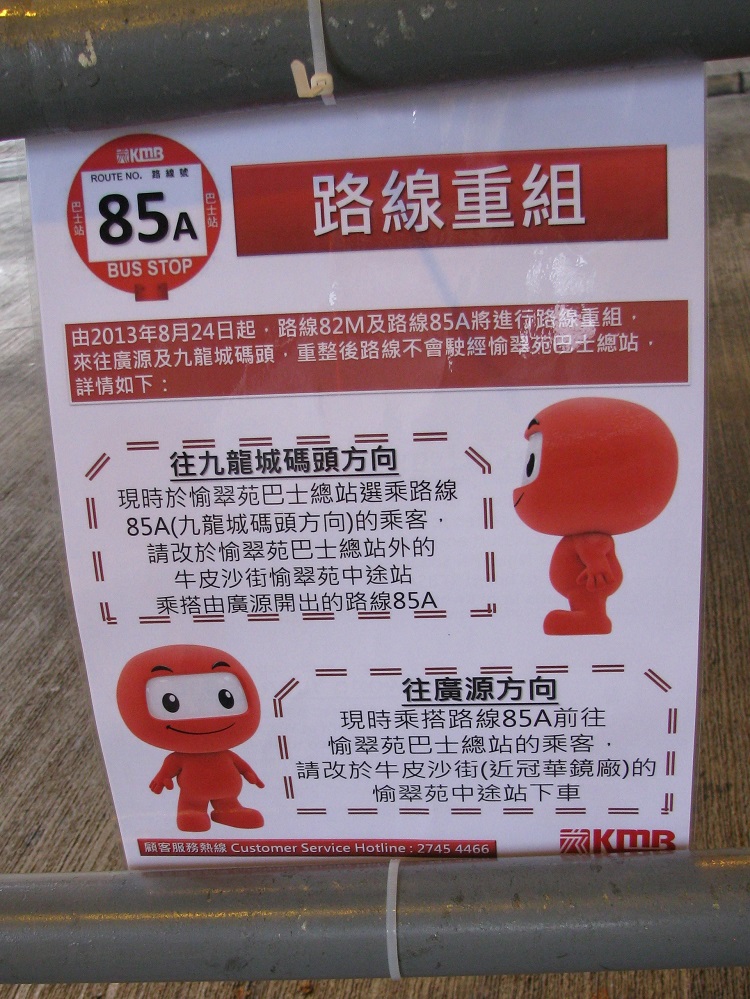 KMB
ROUTE NO. 路線號
巴士站
85A
巴士站
BUS STOP
路線重組
由2013年8月24日起，路線82M及路線85A將進行路線重組，
來往廣源及九龍城碼頭，重整後路線不會駛經愉翠苑巴士總站，
詳情如下：
往九龍城碼頭方向
現時於愉翠苑巴士總站選乘路線
85A(九龍城碼頭方向)的乘客，
請改於愉翠苑巴士總站外的
牛皮沙街愉翠苑中途站
乘搭由廣源開出的路線85A
往廣源方向
現時乘搭路線85A前往
愉翠苑巴士總站的乘客，
請改於牛皮沙街(近冠華鏡廠)的
愉翠苑中途站下車
顧客服務熱線 Customer Service Hotline : 2745 4466
KMB